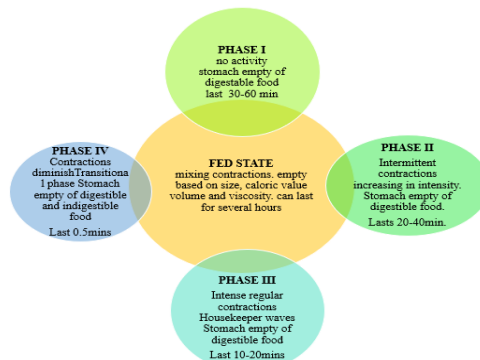 PHASE I
no activity
stomach empty of
digestable food
last 30-60 min
PHASE IV
Contractions
diminishTransitiona
l phase Stomach
empty of digestible
and indigestible
food
Last 0.5mins
FED STATE
mixing contractions. empty
based on size, caloric value
volume and viscosity. can last
for several hours
PHASE II
Intermittent
contractions
increasing in intensity.
Stomach empty of
digestible food.
Lasts 20-40min.
PHASE III
Intense regular
contractions
Housekeeper waves
Stomach empty of
digestible food
Last 10-20mins